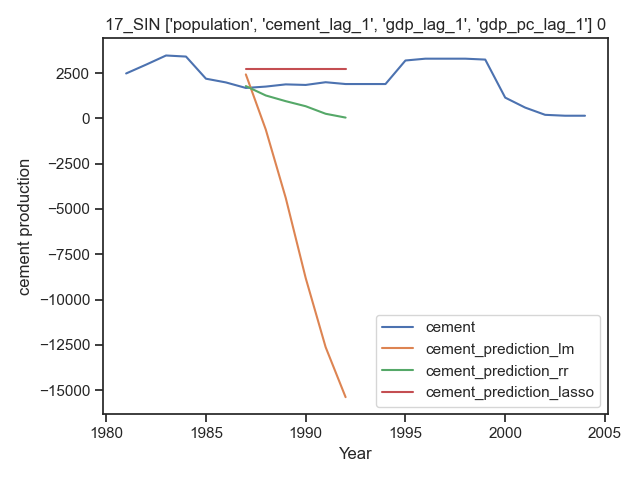 17_SIN ['population', 'cement_lag_1', 'gdp_lag_1', 'gdp_pc_lag_1'] 0
2500
0
−2500
−5000
−7500
−10000
−12500
−15000
cement production
cement
cement_prediction_lm
cement_prediction_rr
cement_prediction_lasso
1980 1985 1990 1995 2000 2005
Year